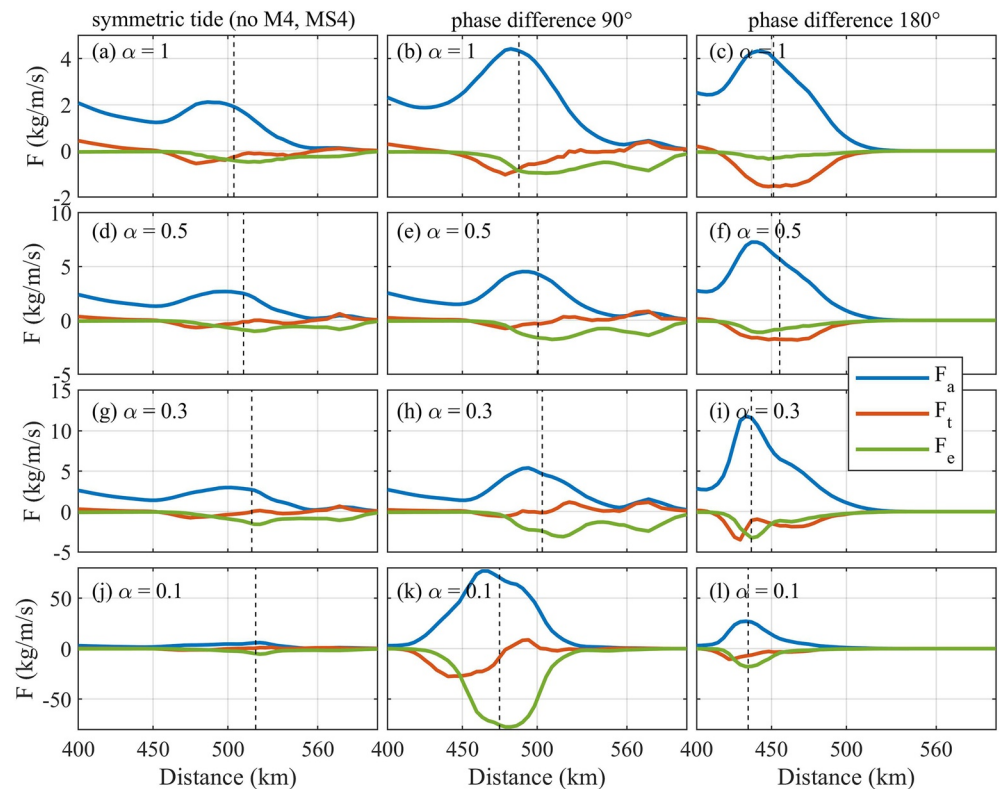 symmetric tide (no M4, MS4)
phase difference 90°
phase difference 180°
(a) α = 1
(b) α = 1
(c) α = 1
F (kg/m/s)
4
2
0
-2
(d) α = 0.5
(e) α = 0.5
(f) α = 0.5
F (kg/m/s)
10
5
0
-5
(g) α = 0.3
(h) α = 0.3
(i) α = 0.3
F (kg/m/s)
15
10
5
0
-5
Fa
Ft
Fe
(j) α = 0.1
(k) α = 0.1
(l) α = 0.1
F (kg/m/s)
50
0
-50
400 450 500 560 400 450 500 560 400 450 500 560
Distance (km) Distance (km) Distance (km)